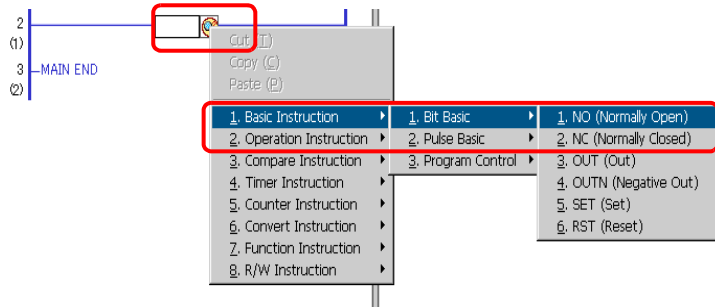 2
(1)
3 MAIN END
(2)
Cut (T)
Copy (C)
Paste (P)
1. Basic Instruction
2. Operation Instruction
3. Compare Instruction
4. Timer Instruction
5. Counter Instruction
6. Convert Instruction
7. Function Instruction
8. R/W Instruction
1. Bit Basic
2. Pulse Basic
3. Program Control
1. NO (Normally Open)
2. NC (Normally Closed)
3. OUT (Out)
4. OUTN (Negative Out)
5. SET (Set)
6. RST (Reset)